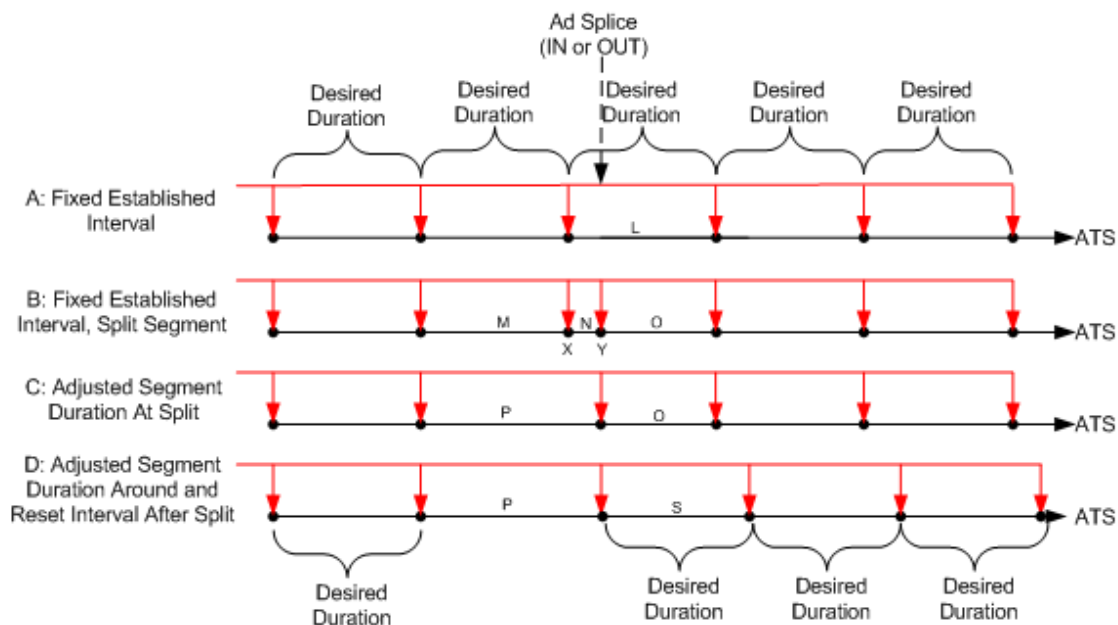 Ad Splice
(IN or OUT)
Desired
Duration
Desired
Duration
Desired
Duration
Desired
Duration
Desired
Duration
A: Fixed Established
Interval
L
ATS
B: Fixed Established
Interval, Split Segment
M
N
O
X
Y
ATS
C: Adjusted Segment
Duration At Split
P
O
ATS
D: Adjusted Segment
Duration Around and
Reset Interval After Split
P
S
ATS
Desired
Duration
Desired
Duration
Desired
Duration
Desired
Duration